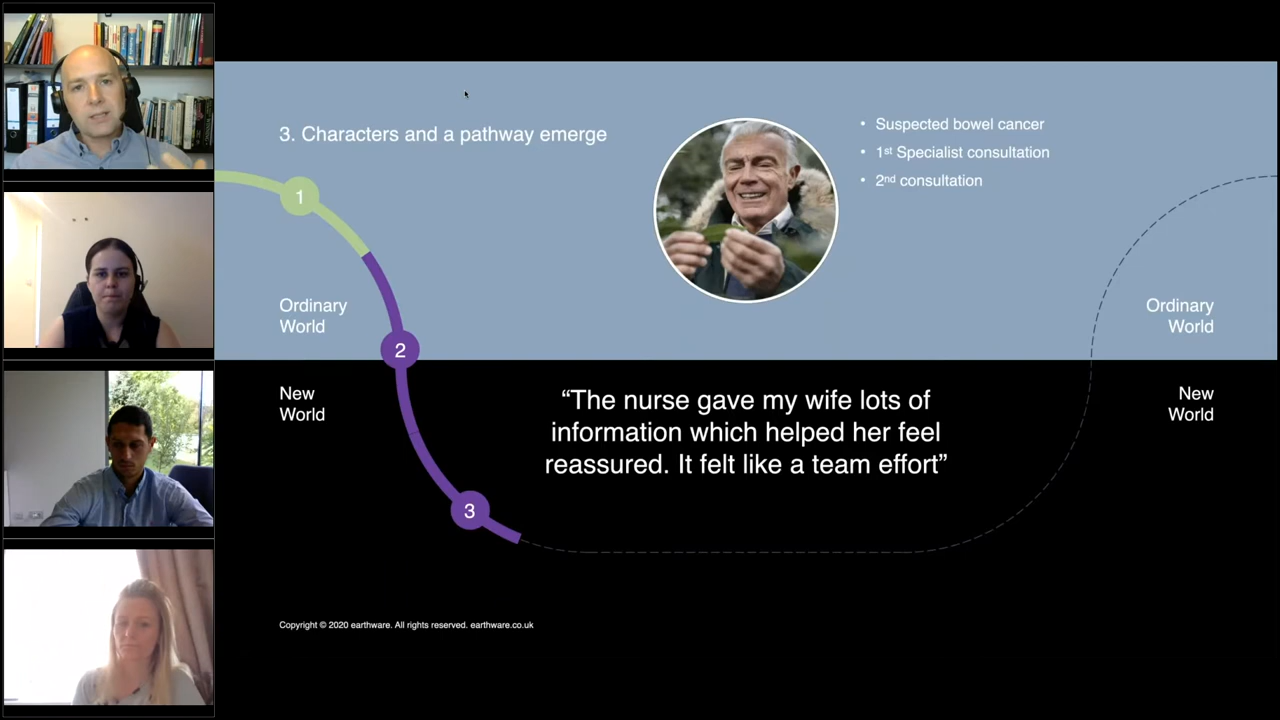 3. Characters and a pathway emerge
• Suspected bowel cancer
• 1st Specialist consultation
• 2nd consultation
1
Ordinary
World
Ordinary
World
2
New
World
New
World
“The nurse gave my wife lots of
information which helped her feel
reassured. It felt like a team effort”
3
Copyright © 2020 earthware. All rights reserved. earthware.co.uk